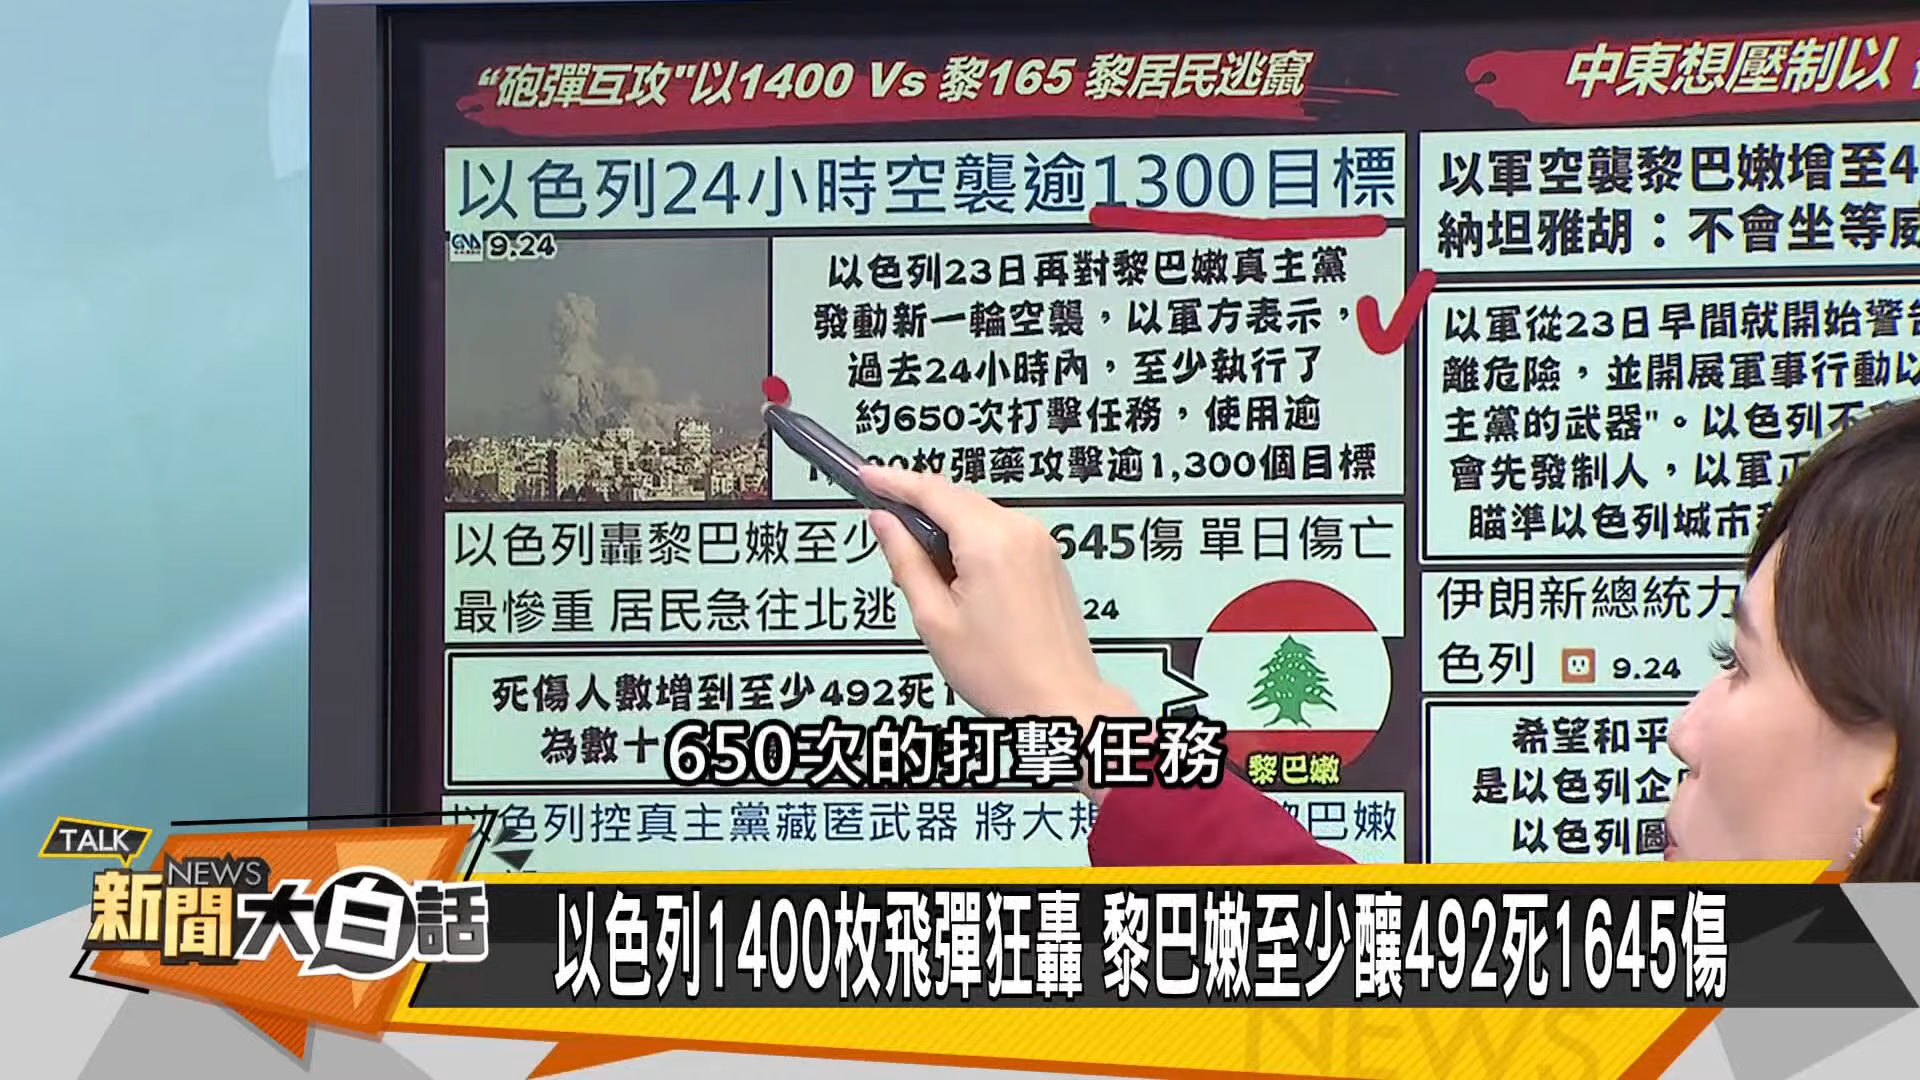 “砲彈互攻"以1400 Vs 黎165 黎居民逃竄
以色列24小時空襲逾1300目標
9.24
以色列23日再對黎巴嫩真主黨
發動新一輪空襲，以軍方表示，
過去24小時內，至少執行了
約650次打擊任務，使用逾
枚彈藥攻擊逾1,300個目標
以色列轟黎巴嫩至少 645傷 單日傷亡
最慘重 居民急往北逃 24
死傷人數增到至少492死
為數十
黎巴嫩
以色列控真主黨藏匿武器 將大規 黎巴嫩
中東想壓制以
以軍空襲黎巴嫩增至4
納坦雅胡：不會坐等威
以軍從23日早間就開始警告
離危險，並開展軍事行動以
主黨的武器"。以色列不
會先發制人，以軍正
瞄準以色列城市
伊朗新總統
色列 9.24
希望和平
是以色列企
以色列圖
650次的打擊任務
TALK
NEWS
新聞大白話
以色列1400枚飛彈狂轟 黎巴嫩至少釀492死1645傷
NEWS